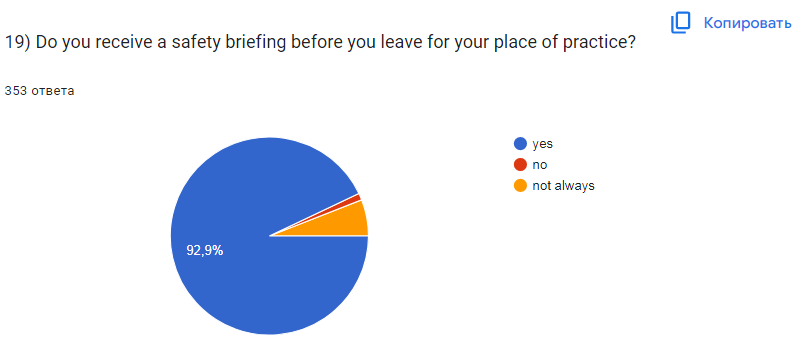 Копировать
19) Do you receive a safety briefing before you leave for your place of practice?
353 ответа
yes
no
not always
92,9%